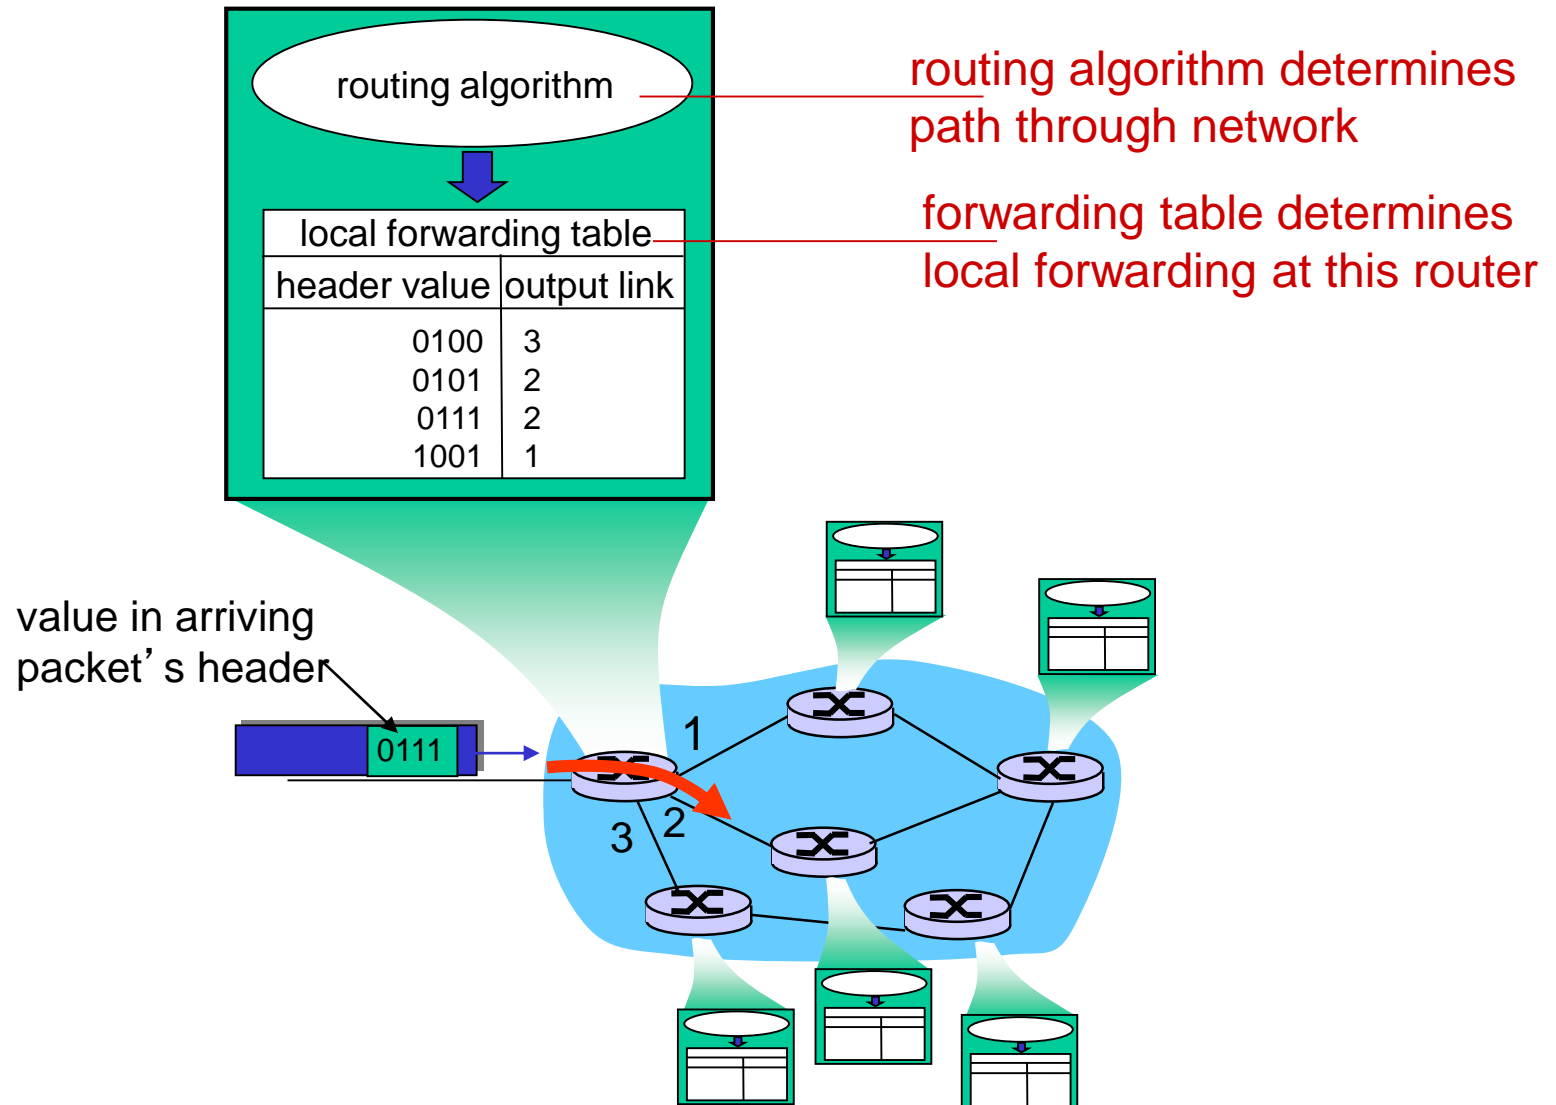 routing algorithm
routing algorithm determines
path through network
local forwarding table
forwarding table determines
local forwarding at this router
header value output link
0100 3
0101 2
0111 2
1001 1
value in arriving
packet’s header
0111
1
2
3